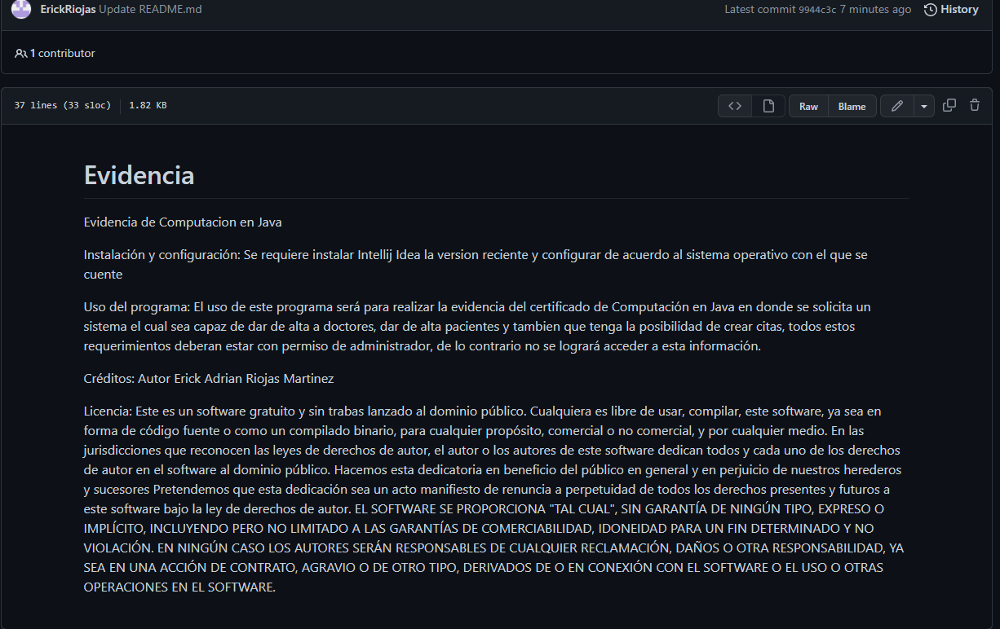 ErickRiojas Update README.md Latest commit 9944c3c 7 minutes ago History
1 contributor
37 lines (33 sloc) 1.82 KB <> Raw Blame
Evidencia
Evidencia de Computacion en Java
Instalación y configuración: Se requiere instalar Intellij Idea la version reciente y configurar de acuerdo al sistema operativo con el que se
cuente
Uso del programa: El uso de este programa será para realizar la evidencia del certificado de Computación en Java en donde se solicita un
sistema el cual sea capaz de dar de alta a doctores, dar de alta pacientes y tambien que tenga la posibilidad de crear citas, todos estos
requerimientos deberan estar con permiso de administrador, de lo contrario no se logrará acceder a esta información.
Créditos: Autor Erick Adrian Riojas Martinez
Licencia: Este es un software gratuito y sin trabas lanzado al dominio público. Cualquiera es libre de usar, compilar, este software, ya sea en
forma de código fuente o como un compilado binario, para cualquier propósito, comercial o no comercial, y por cualquier medio. En las
jurisdicciones que reconocen las leyes de derechos de autor, el autor o los autores de este software dedican todos y cada uno de los derechos
de autor en el software al dominio público. Hacemos esta dedicatoria en beneficio del público en general y en perjuicio de nuestros herederos
y sucesores Pretendemos que esta dedicación sea un acto manifiesto de renuncia a perpetuidad de todos los derechos presentes y futuros a
este software bajo la ley de derechos de autor. EL SOFTWARE SE PROPORCIONA "TAL CUAL", SIN GARANTÍA DE NINGÚN TIPO, EXPRESO O
IMPLÍCITO, INCLUYENDO PERO NO LIMITADO A LAS GARANTÍAS DE COMERCIABILIDAD, IDONEIDAD PARA UN FIN DETERMINADO Y NO
VIOLACIÓN. EN NINGÚN CASO LOS AUTORES SERÁN RESPONSABLES DE CUALQUIER RECLAMACIÓN, DAÑOS O OTRA RESPONSABILIDAD, YA
SEA EN UNA ACCIÓN DE CONTRATO, AGRAVIO O DE OTRO TIPO, DERIVADOS DE O EN CONEXIÓN CON EL SOFTWARE O EL USO O OTRAS
OPERACIONES EN EL SOFTWARE.